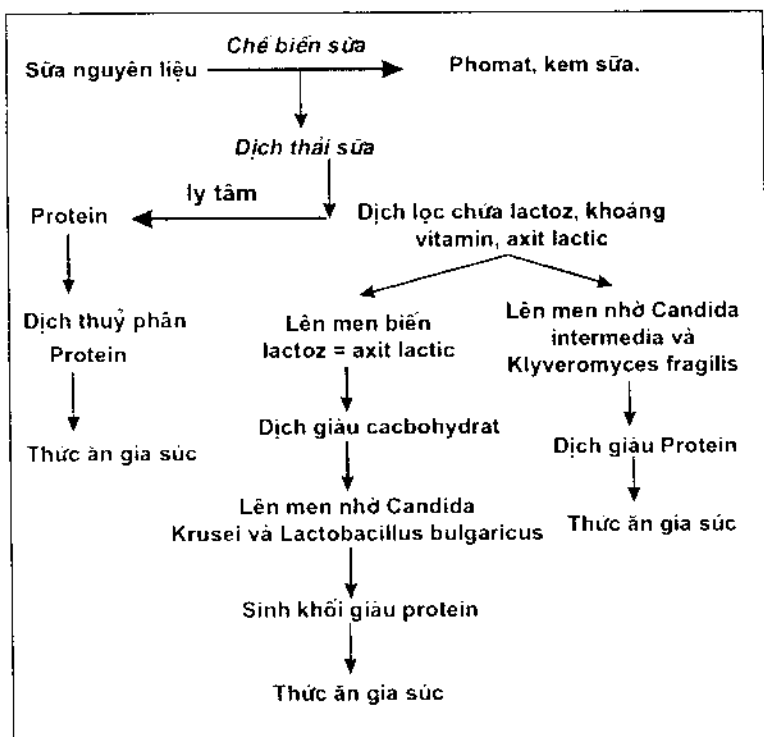 Chế biến sữa
Sữa nguyên liệu
Phomat, kem sữa.
Dịch thải sữa
ly tâm
Protein
Dịch lọc chứa lactoz, khoáng
vitamin, axit lactic
Dịch thuỷ phân
Protein
Thức ăn gia súc
Lên men biến
lactoz = axit lactic
Dịch giàu cacbohydrat
Lên men nhờ Candida
Krusei và Lactobacillus bulgaricus
Sinh khối giàu protein
Thức ăn gia súc
Lên men nhờ Candida
intermedia và
Klyveromyces fragilis
Dịch giàu Protein
Thức ăn gia súc